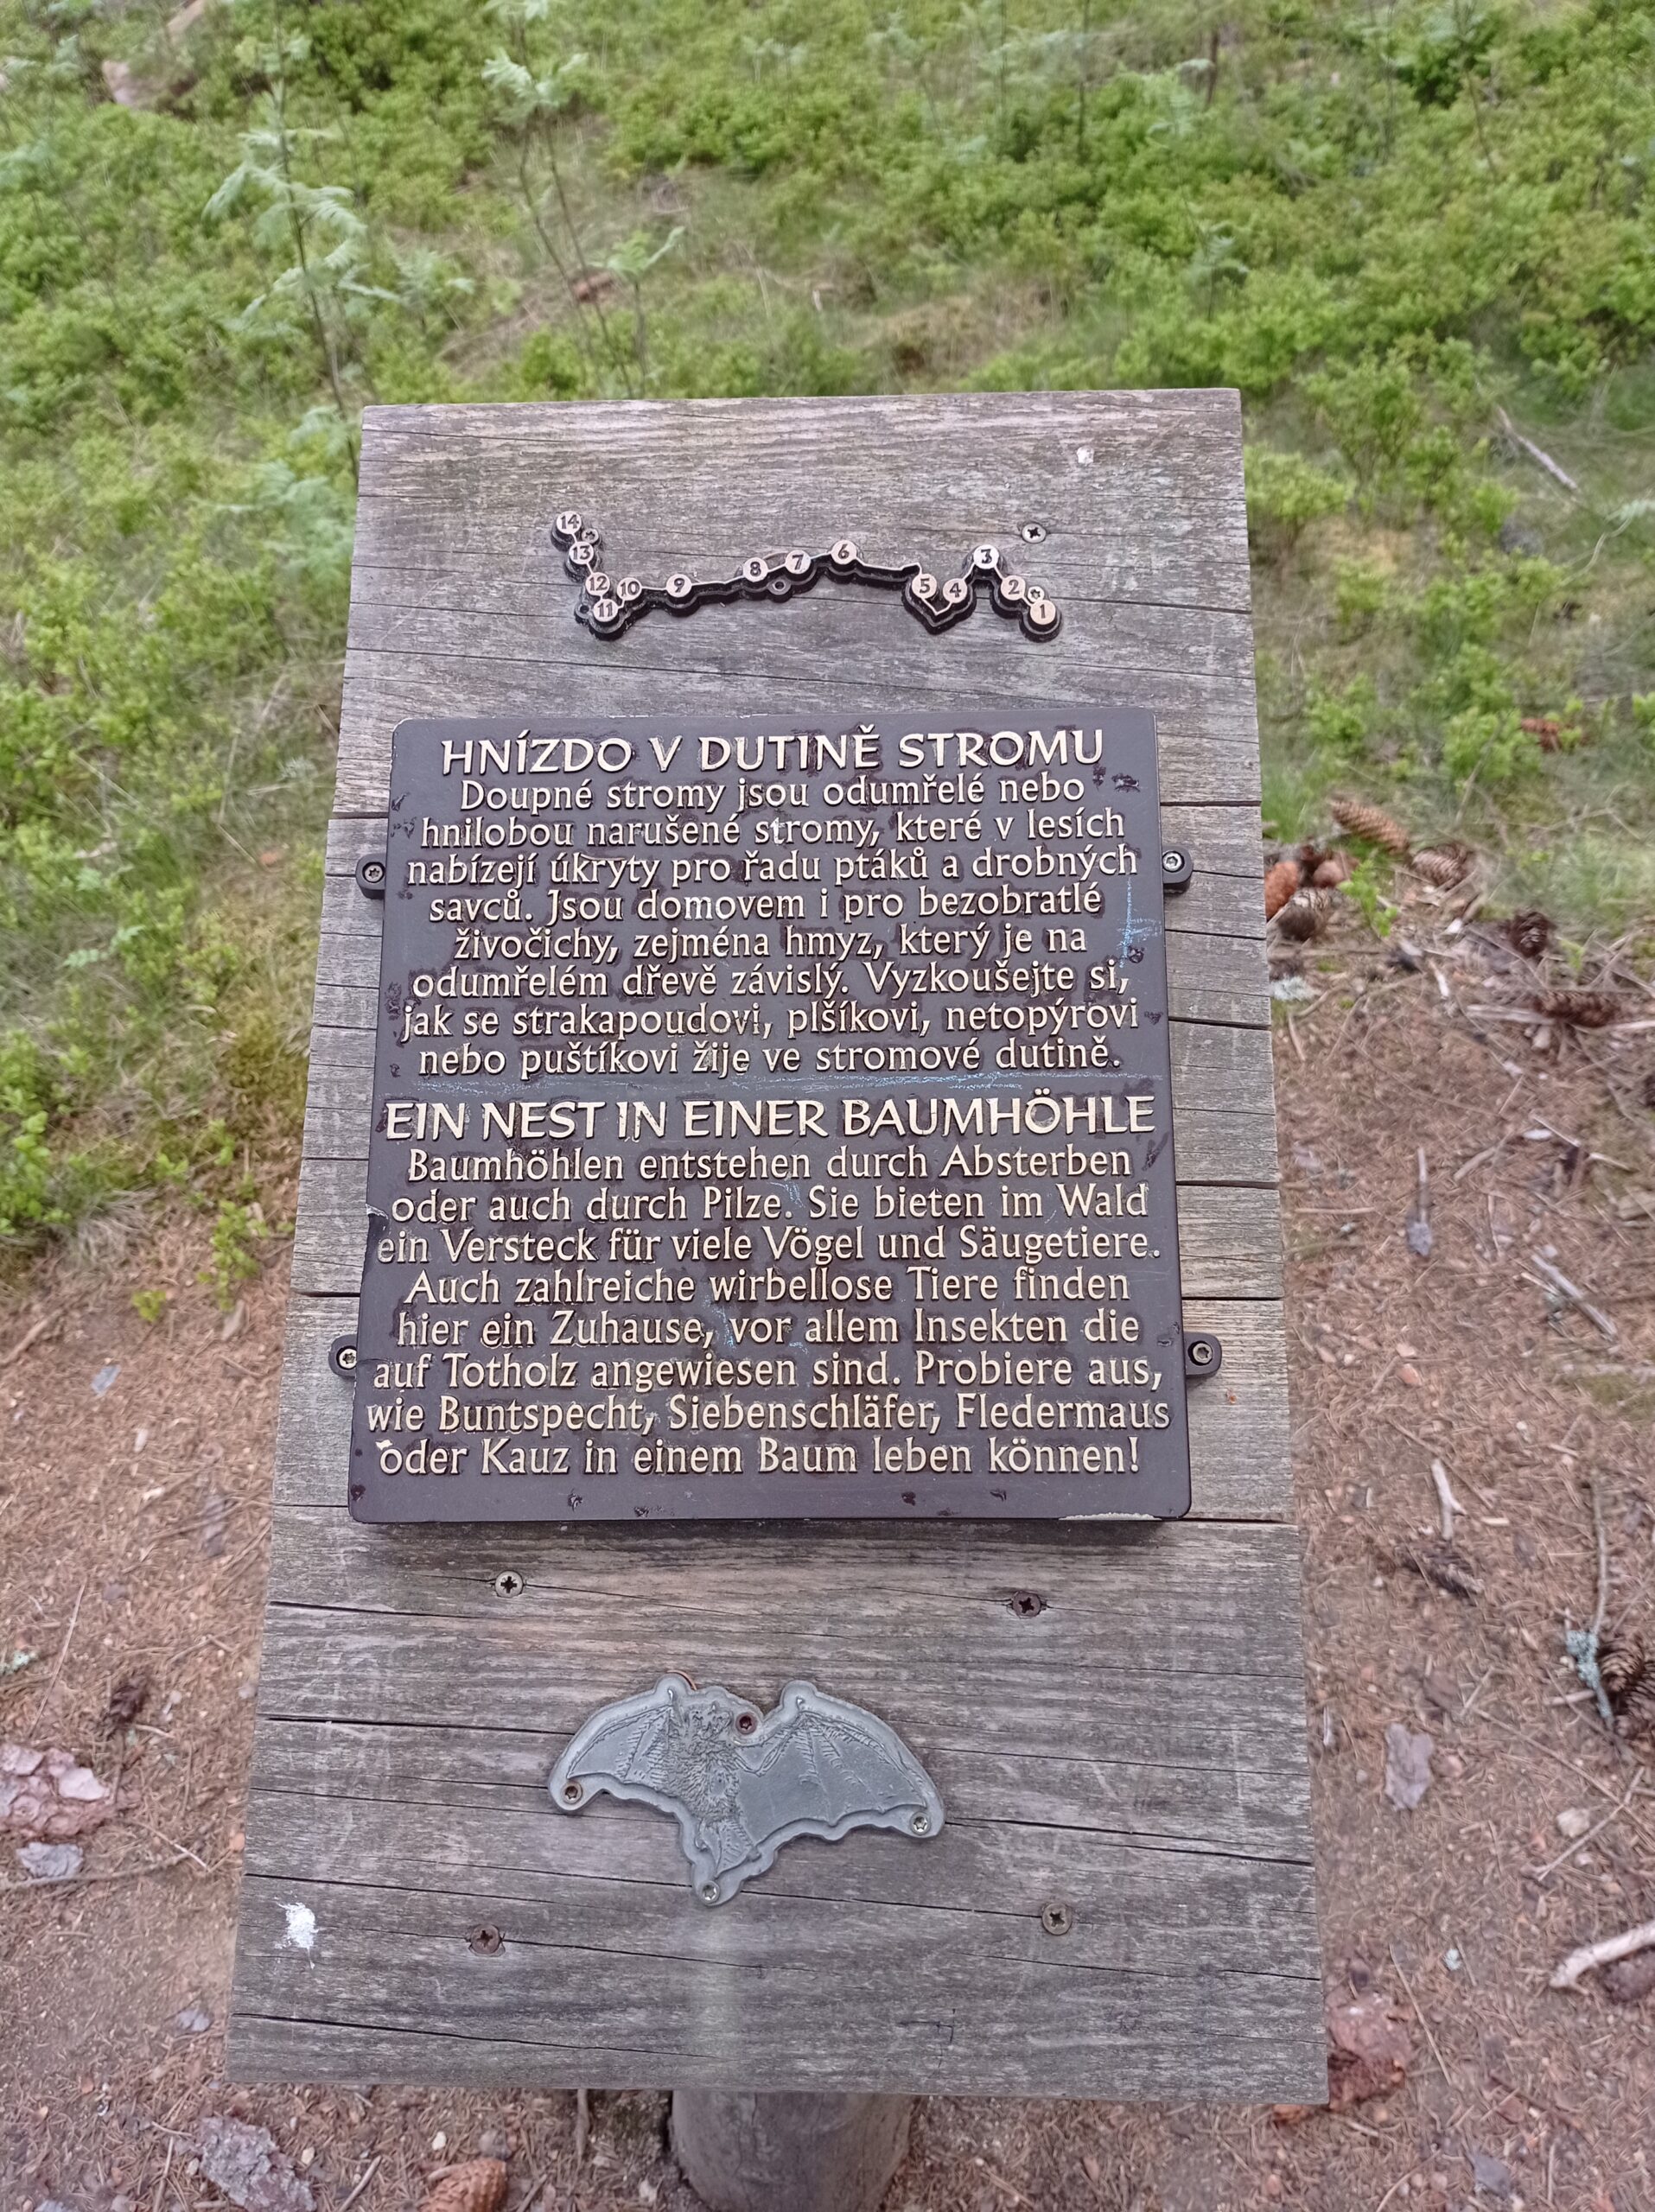 14
13
12
11
10
9
8
7
6
5
4
3
2
1
HNÍZDO V DUTINĚ STROMU
Doupné stromy jsou odumřelé nebo
hnilobou narušené stromy, které v lesích
nabízejí úkryty pro řadu ptáků a drobných
savců. Jsou domovem i pro bezobratlé
živočichy, zejména hmyz, který je na
odumřelém dřevě závislý. Vyzkoušejte si,
jak se strakapoudovi, plšíkovi, netopýrovi
nebo puštíkovi žije ve stromové dutině.
EIN NEST IN EINER BAUMHÖHLE
Baumhöhlen entstehen durch Absterben
oder auch durch Pilze. Sie bieten im Wald
ein Versteck für viele Vögel und Säugetiere.
Auch zahlreiche wirbellose Tiere finden
hier ein Zuhause, vor allem Insekten die
auf Totholz angewiesen sind. Probiere aus,
wie Buntspecht, Siebenschläfer, Fledermaus
oder Kauz in einem Baum leben können!